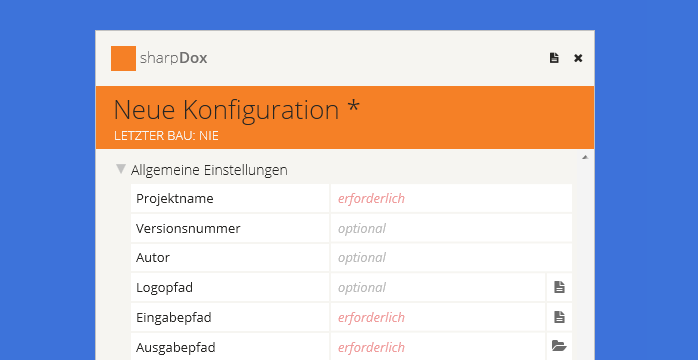 sharpDox
Neue Konfiguration *
LETZTER BAU: NIE
Allgemeine Einstellungen
Projektname erforderlich
Versionsnummer optional
Autor optional
Logopfad optional
Eingabepfad erforderlich
Ausgabepfad erforderlich